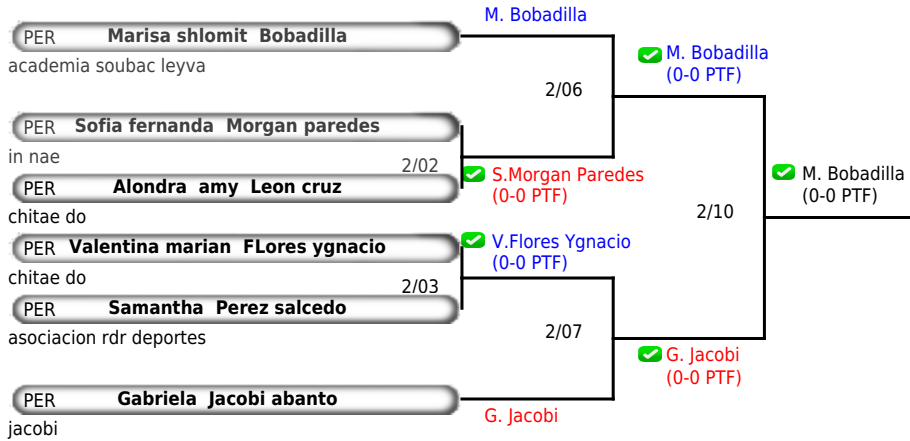 M. Bobadilla
PER Marisa shlomit Bobadilla
academia soubac leyva
2/06
M. Bobadilla
(0-0 PTF)
PER Sofia fernanda Morgan paredes
in nae
2/02
S.Morgan Paredes
(0-0 PTF)
PER Alondra amy Leon cruz
chitae do
M. Bobadilla
(0-0 PTF)
2/10
PER Valentina marian FLores ygnacio
chitae do
V.Flores Ygnacio
(0-0 PTF)
2/03
PER Samantha Perez salcedo
asociacion rdr deportes
2/07
G. Jacobi
(0-0 PTF)
PER Gabriela Jacobi abanto
jacobi
G. Jacobi